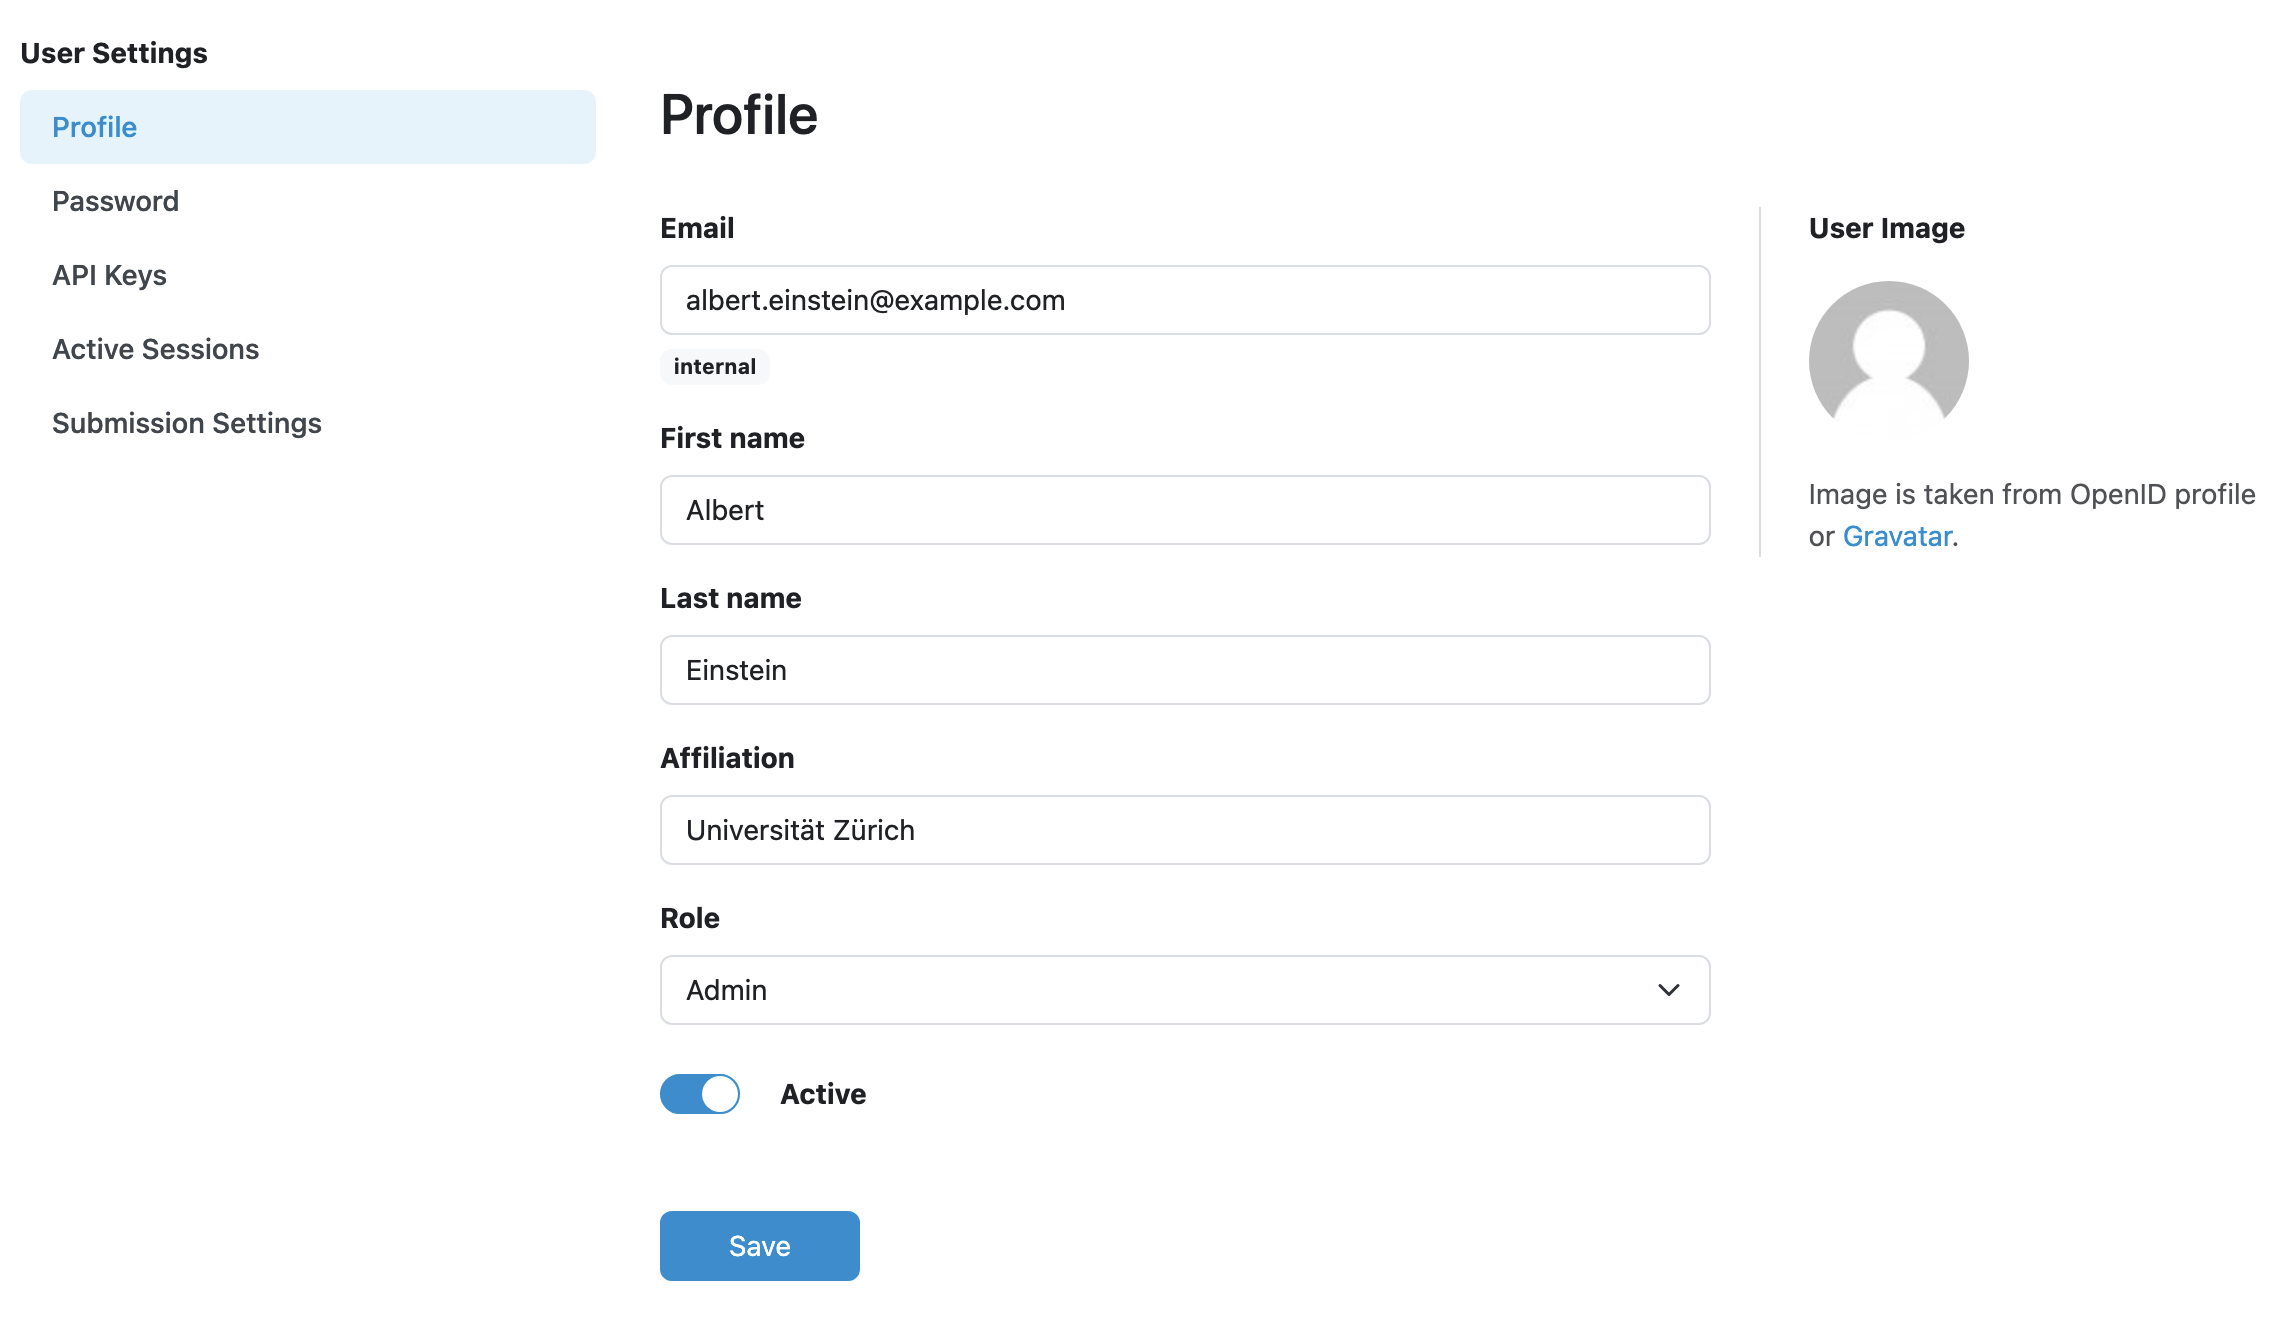 User Settings
Profile
Password
API Keys
Active Sessions
Submission Settings
Profile
Email
albert.einstein@example.com
internal
First name
Albert
Last name
Einstein
Affiliation
Universität Zürich
Role
Admin
Active
Save
User Image
Image is taken from OpenID profile
or Gravatar.